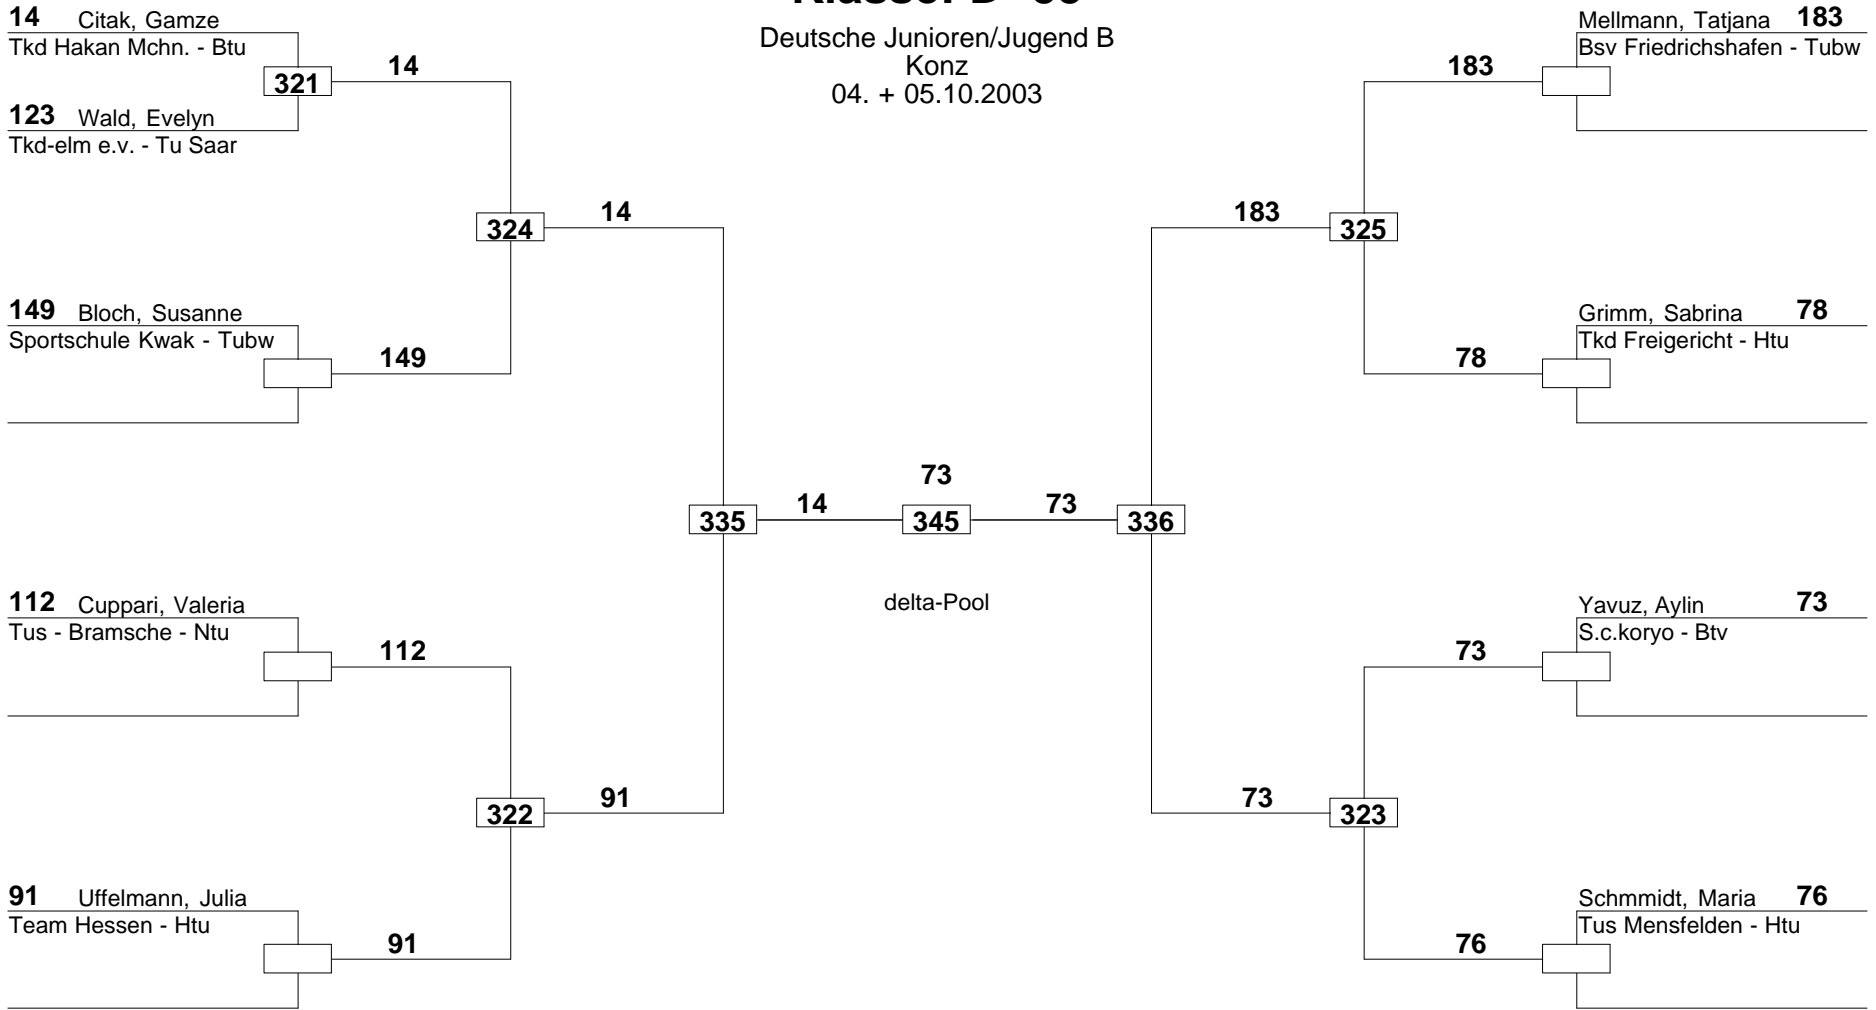 14 Citak, Gamze
Tkd Hakan Mchn. - Btu
321
14
123 Wald, Evelyn
Tkd-elm e.v. - Tu Saar
324
14
149 Bloch, Susanne
Sportschule Kwak - Tubw
149
335
14
112 Cuppari, Valeria
Tus - Bramsche - Ntu
112
322
91
91 Uffelmann, Julia
Team Hessen - Htu
91
Deutsche Junioren/Jugend B
Konz
04. + 05.10.2003
73
345
delta-Pool
Mellmann, Tatjana 183
Bsv Friedrichshafen - Tubw
183
183
325
Grimm, Sabrina 78
Tkd Freigericht - Htu
78
73
336
Yavuz, Aylin 73
S.c.koryo - Btv
73
73
323
Schmmidt, Maria 76
Tus Mensfelden - Htu
76